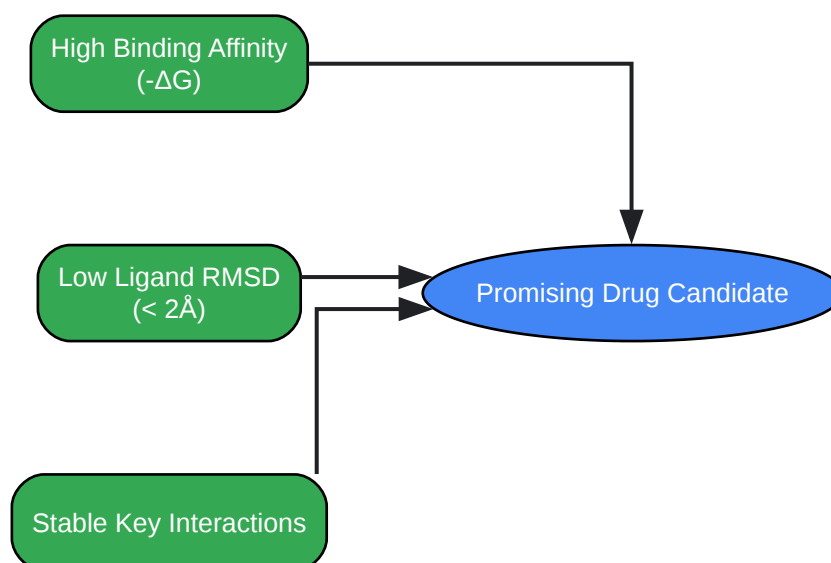 High Binding Affinity
(-ΔG)
Low Ligand RMSD
(< 2Å)
Promising Drug Candidate
Stable Key Interactions